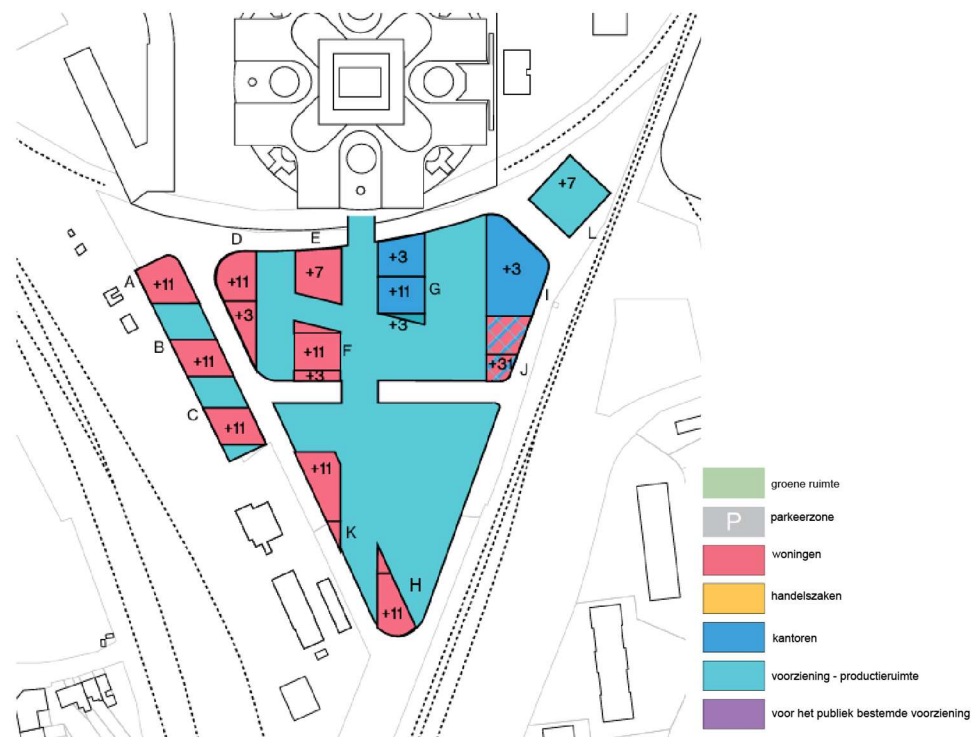 +7
L
D
E
+3
+7
+3
G
+11
I
A
+11
+11
+3
+3
B
+11
+11
F
+3
+31
J
C
+11
+11
K
H
+11
groene ruimte
P
parkeerzone
woningen
handelszaken
kantoren
voorziening - productieruimte
voor het publiek bestemde voorziening